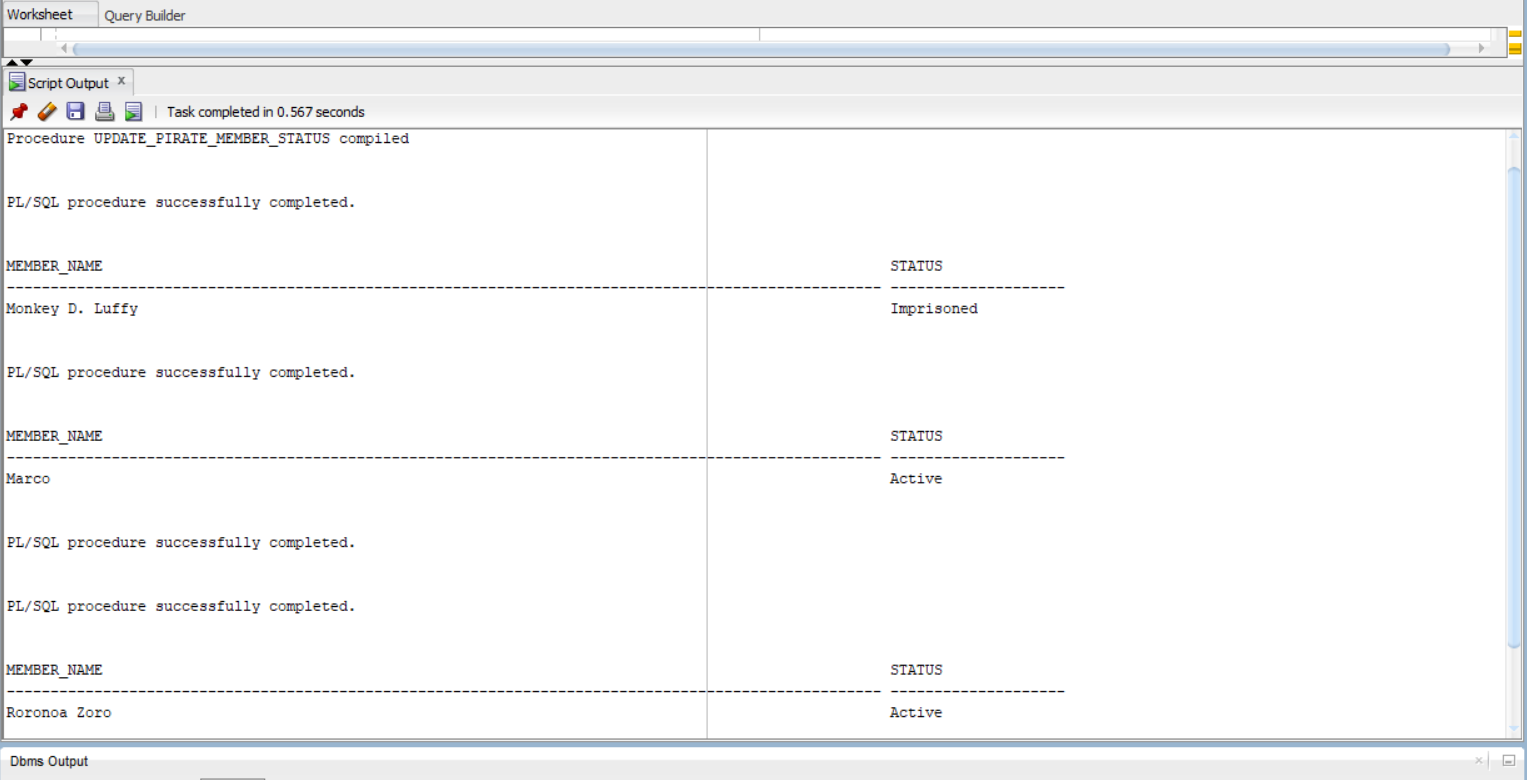 Worksheet Query Builder
Script Output x
Task completed in 0.567 seconds
Procedure UPDATE_PIRATE_MEMBER_STATUS compiled
PL/SQL procedure successfully completed.
MEMBER_NAME STATUS
---------------------------------------------------------------------------------------------------- --------------------
Monkey D. Luffy Imprisoned
PL/SQL procedure successfully completed.
MEMBER_NAME STATUS
---------------------------------------------------------------------------------------------------- --------------------
Marco Active
PL/SQL procedure successfully completed.
PL/SQL procedure successfully completed.
MEMBER_NAME STATUS
---------------------------------------------------------------------------------------------------- --------------------
Roronoa Zoro Active
Dbms Output